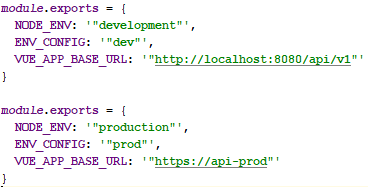 module.exports = {
  NODE_ENV: '"development"',
  ENV_CONFIG: '"dev"',
  VUE_APP_BASE_URL: '"http://localhost:8080/api/v1"'
}
module.exports = {
  NODE_ENV: '"production"',
  ENV_CONFIG: '"prod"',
  VUE_APP_BASE_URL: '"https://api-prod"'
}